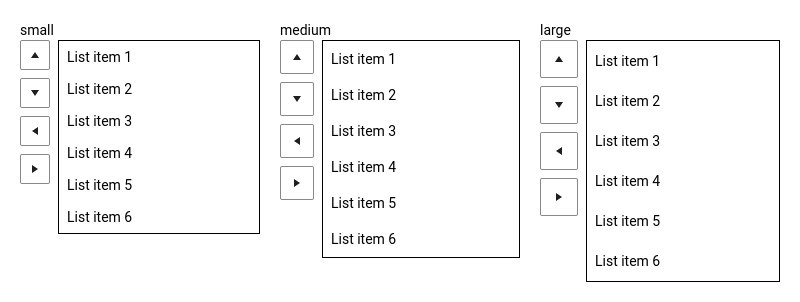 small
List item 1
List item 2
List item 3
List item 4
List item 5
List item 6
medium
List item 1
List item 2
List item 3
List item 4
List item 5
List item 6
large
List item 1
List item 2
List item 3
List item 4
List item 5
List item 6